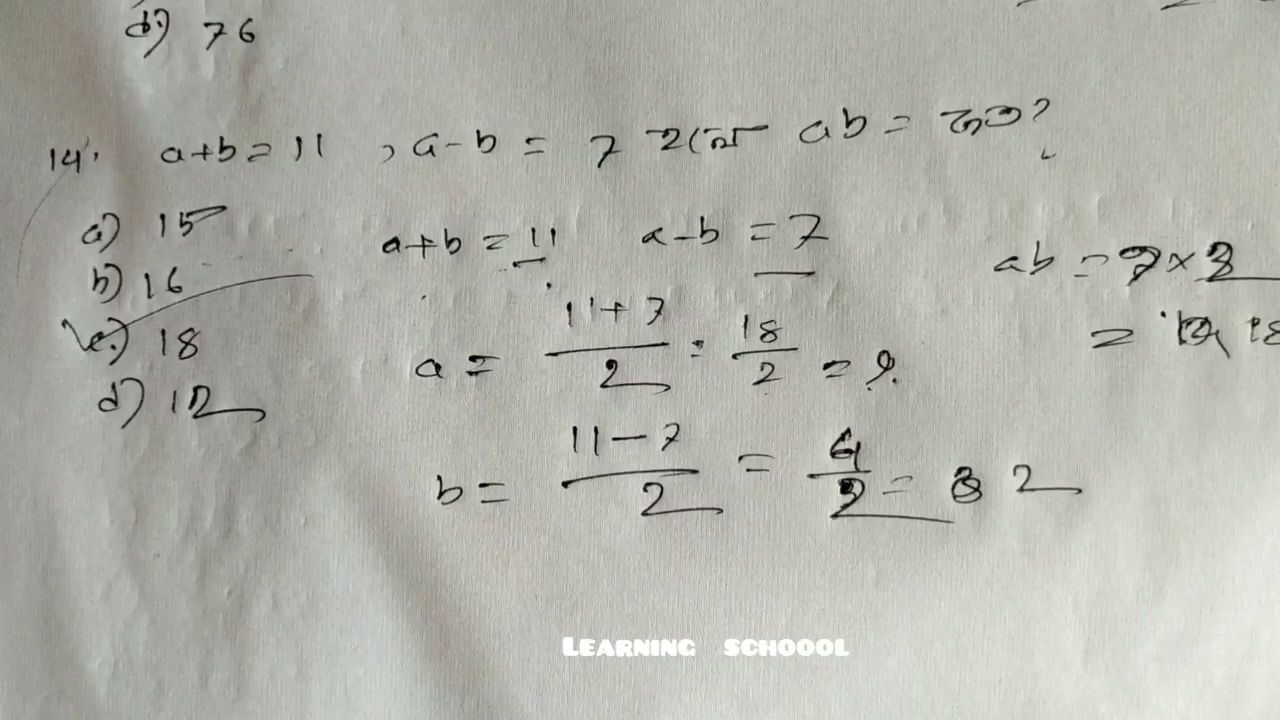 d) 76
14. a+b= 11 , a-b = 7 হলে ab = কত?
a) 15
b) 16
c) 18
d) 12
a+b = 11 a-b = 7
a = 11+7/2 = 18/2 = 9.
b = 11-7/2 = 4/2 = 2
ab = 9×2
= 18
LEARNING SCHOOOL